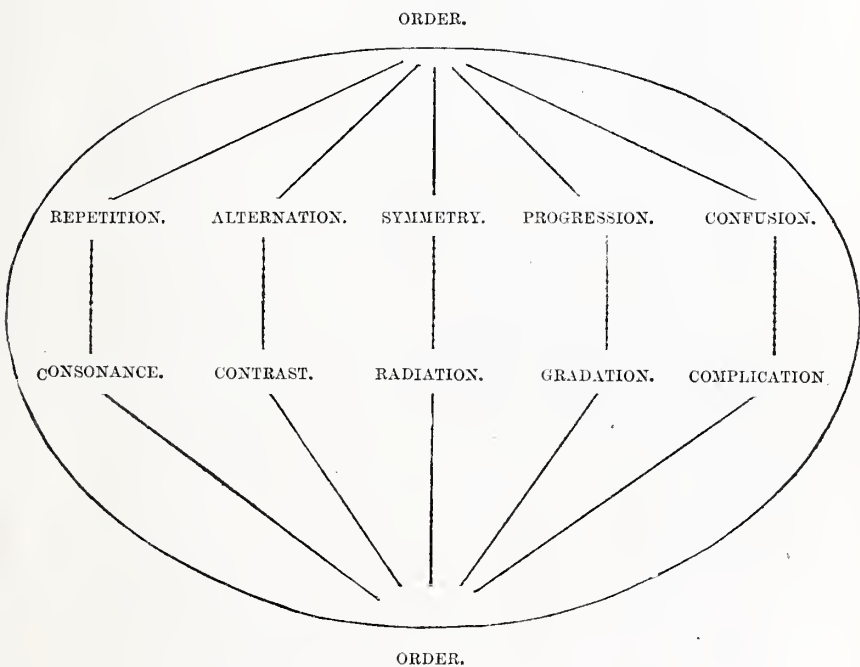 ORDER.
REPETITION. ALTERNATION. SYMMETRY. PROGRESSION. CONFUSION.
CONSONANCE. CONTRAST. RADIATION. GRADATION. COMPLICATION
ORDER.